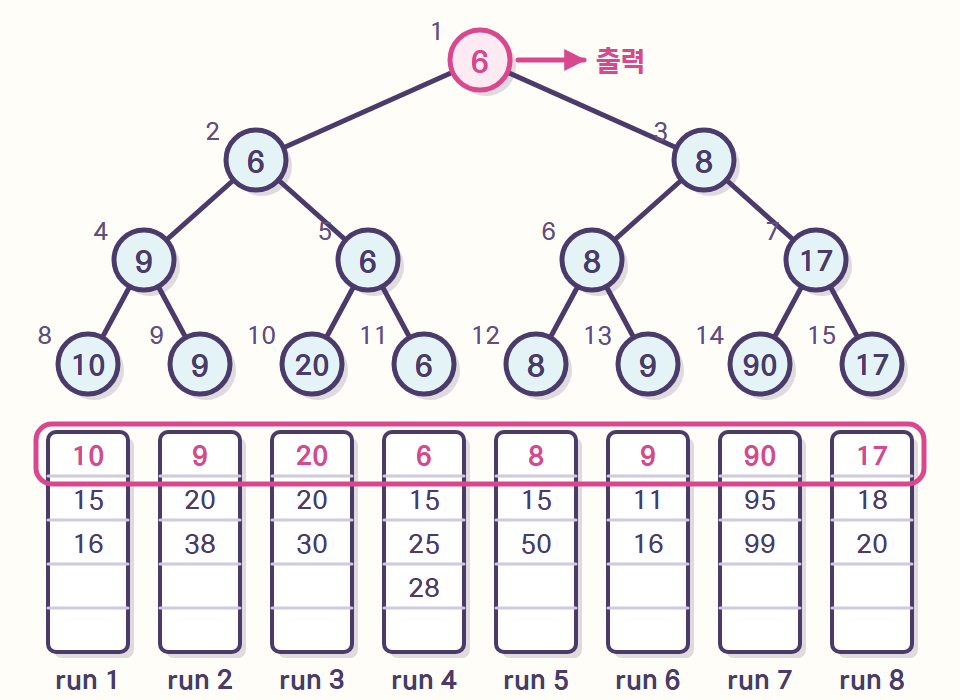 1
6 출력
2 3
6 8
4 5 6 7
9 6 8 17
8 9 10 11 12 13 14 15
10 9 20 6 8 9 90 17
10 9 20 6 8 9 90 17
15 20 20 15 15 11 95 18
16 38 30 25 50 16 99 20
28
run 1 run 2 run 3 run 4 run 5 run 6 run 7 run 8